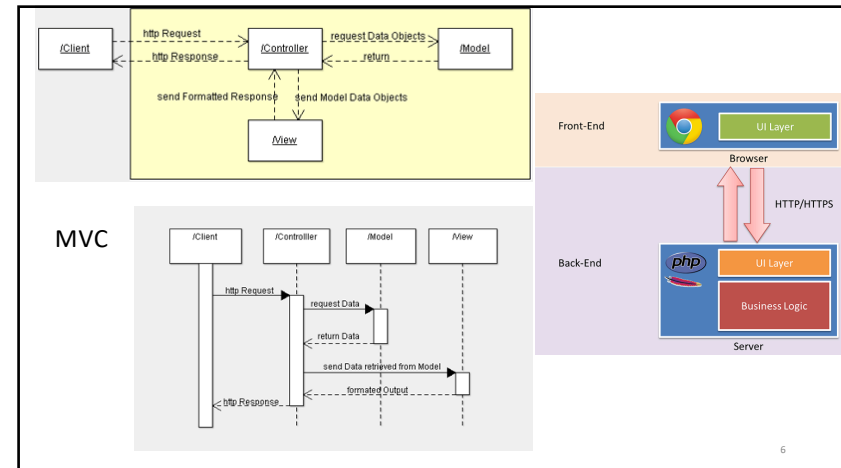 http Request
request Data Objects
/Client
/Controller
/Model
http Response
return
send Formatted Response
send Model Data Objects
/View
MVC
/Client
/Controlller
/Model
/View
http Request
request Data
return Data
send Data retrieved from Model
formated Output
http Response
Front-End
UI Layer
Browser
HTTP/HTTPS
Back-End
php
UI Layer
Business Logic
Server
6